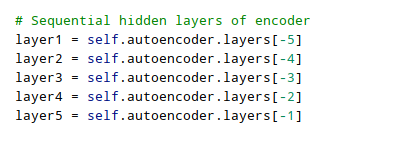 # Sequential hidden layers of encoder
layer1 = self.autoencoder.layers[-5]
layer2 = self.autoencoder.layers[-4]
layer3 = self.autoencoder.layers[-3]
layer4 = self.autoencoder.layers[-2]
layer5 = self.autoencoder.layers[-1]